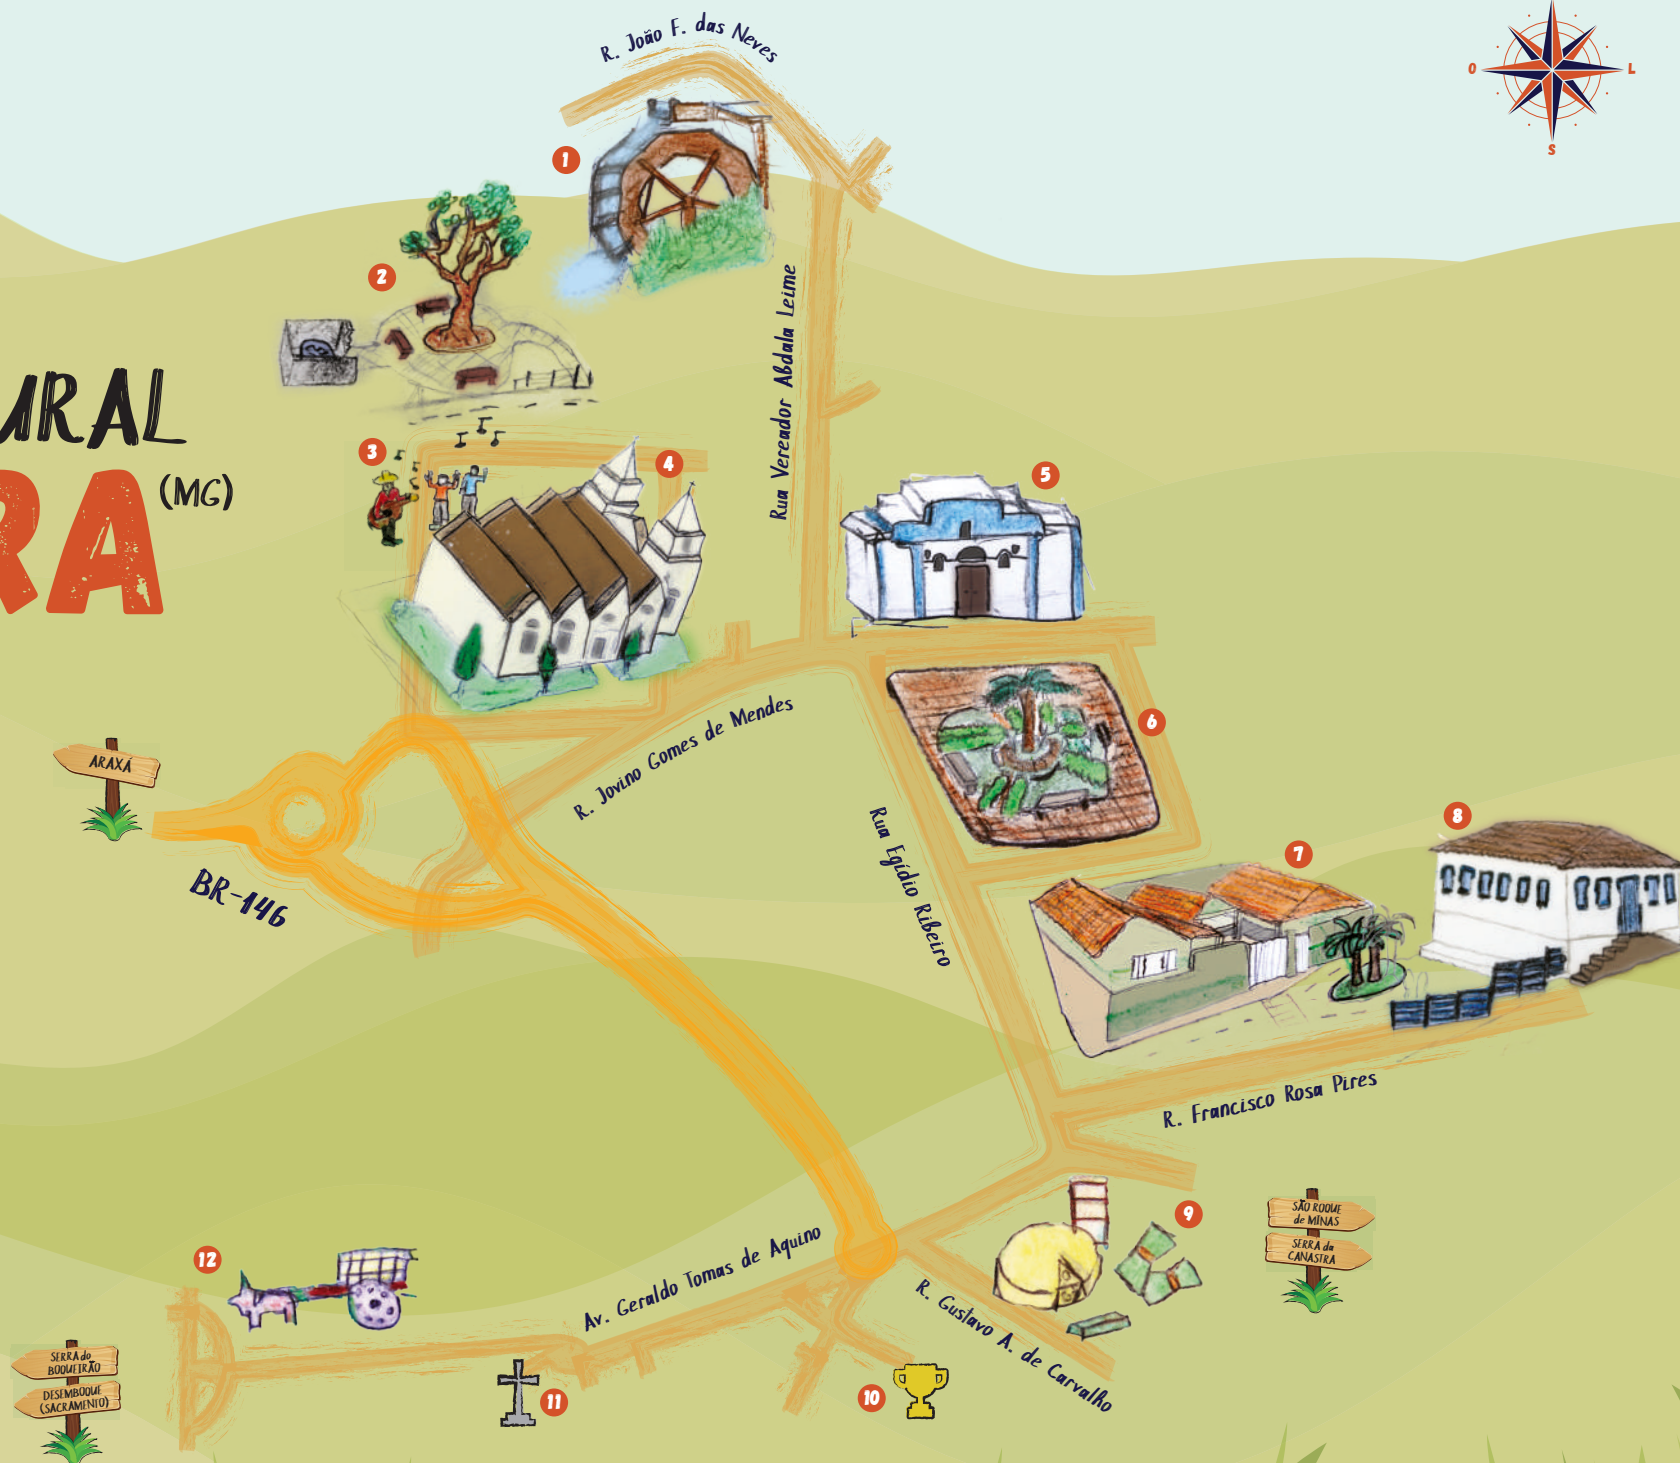 R. João F. das Neves
O
L
S
1
2
Rua Vereador Abdala Leime
URAL
RA (MG)
3
4
5
6
ARAXÁ
R. Jovino Gomes de Mendes
BR-146
Rua Egídio Ribeiro
7
8
R. Francisco Rosa Pires
9
SÃO ROQUE
de MINAS
SERRA da
CANASTRA
12
Av. Geraldo Tomas de Aquino
R. Gustavo A. de Carvalho
SERRA do
BOQUEIRÃO
DESEMBOQUE
(SACRAMENTO)
11
10